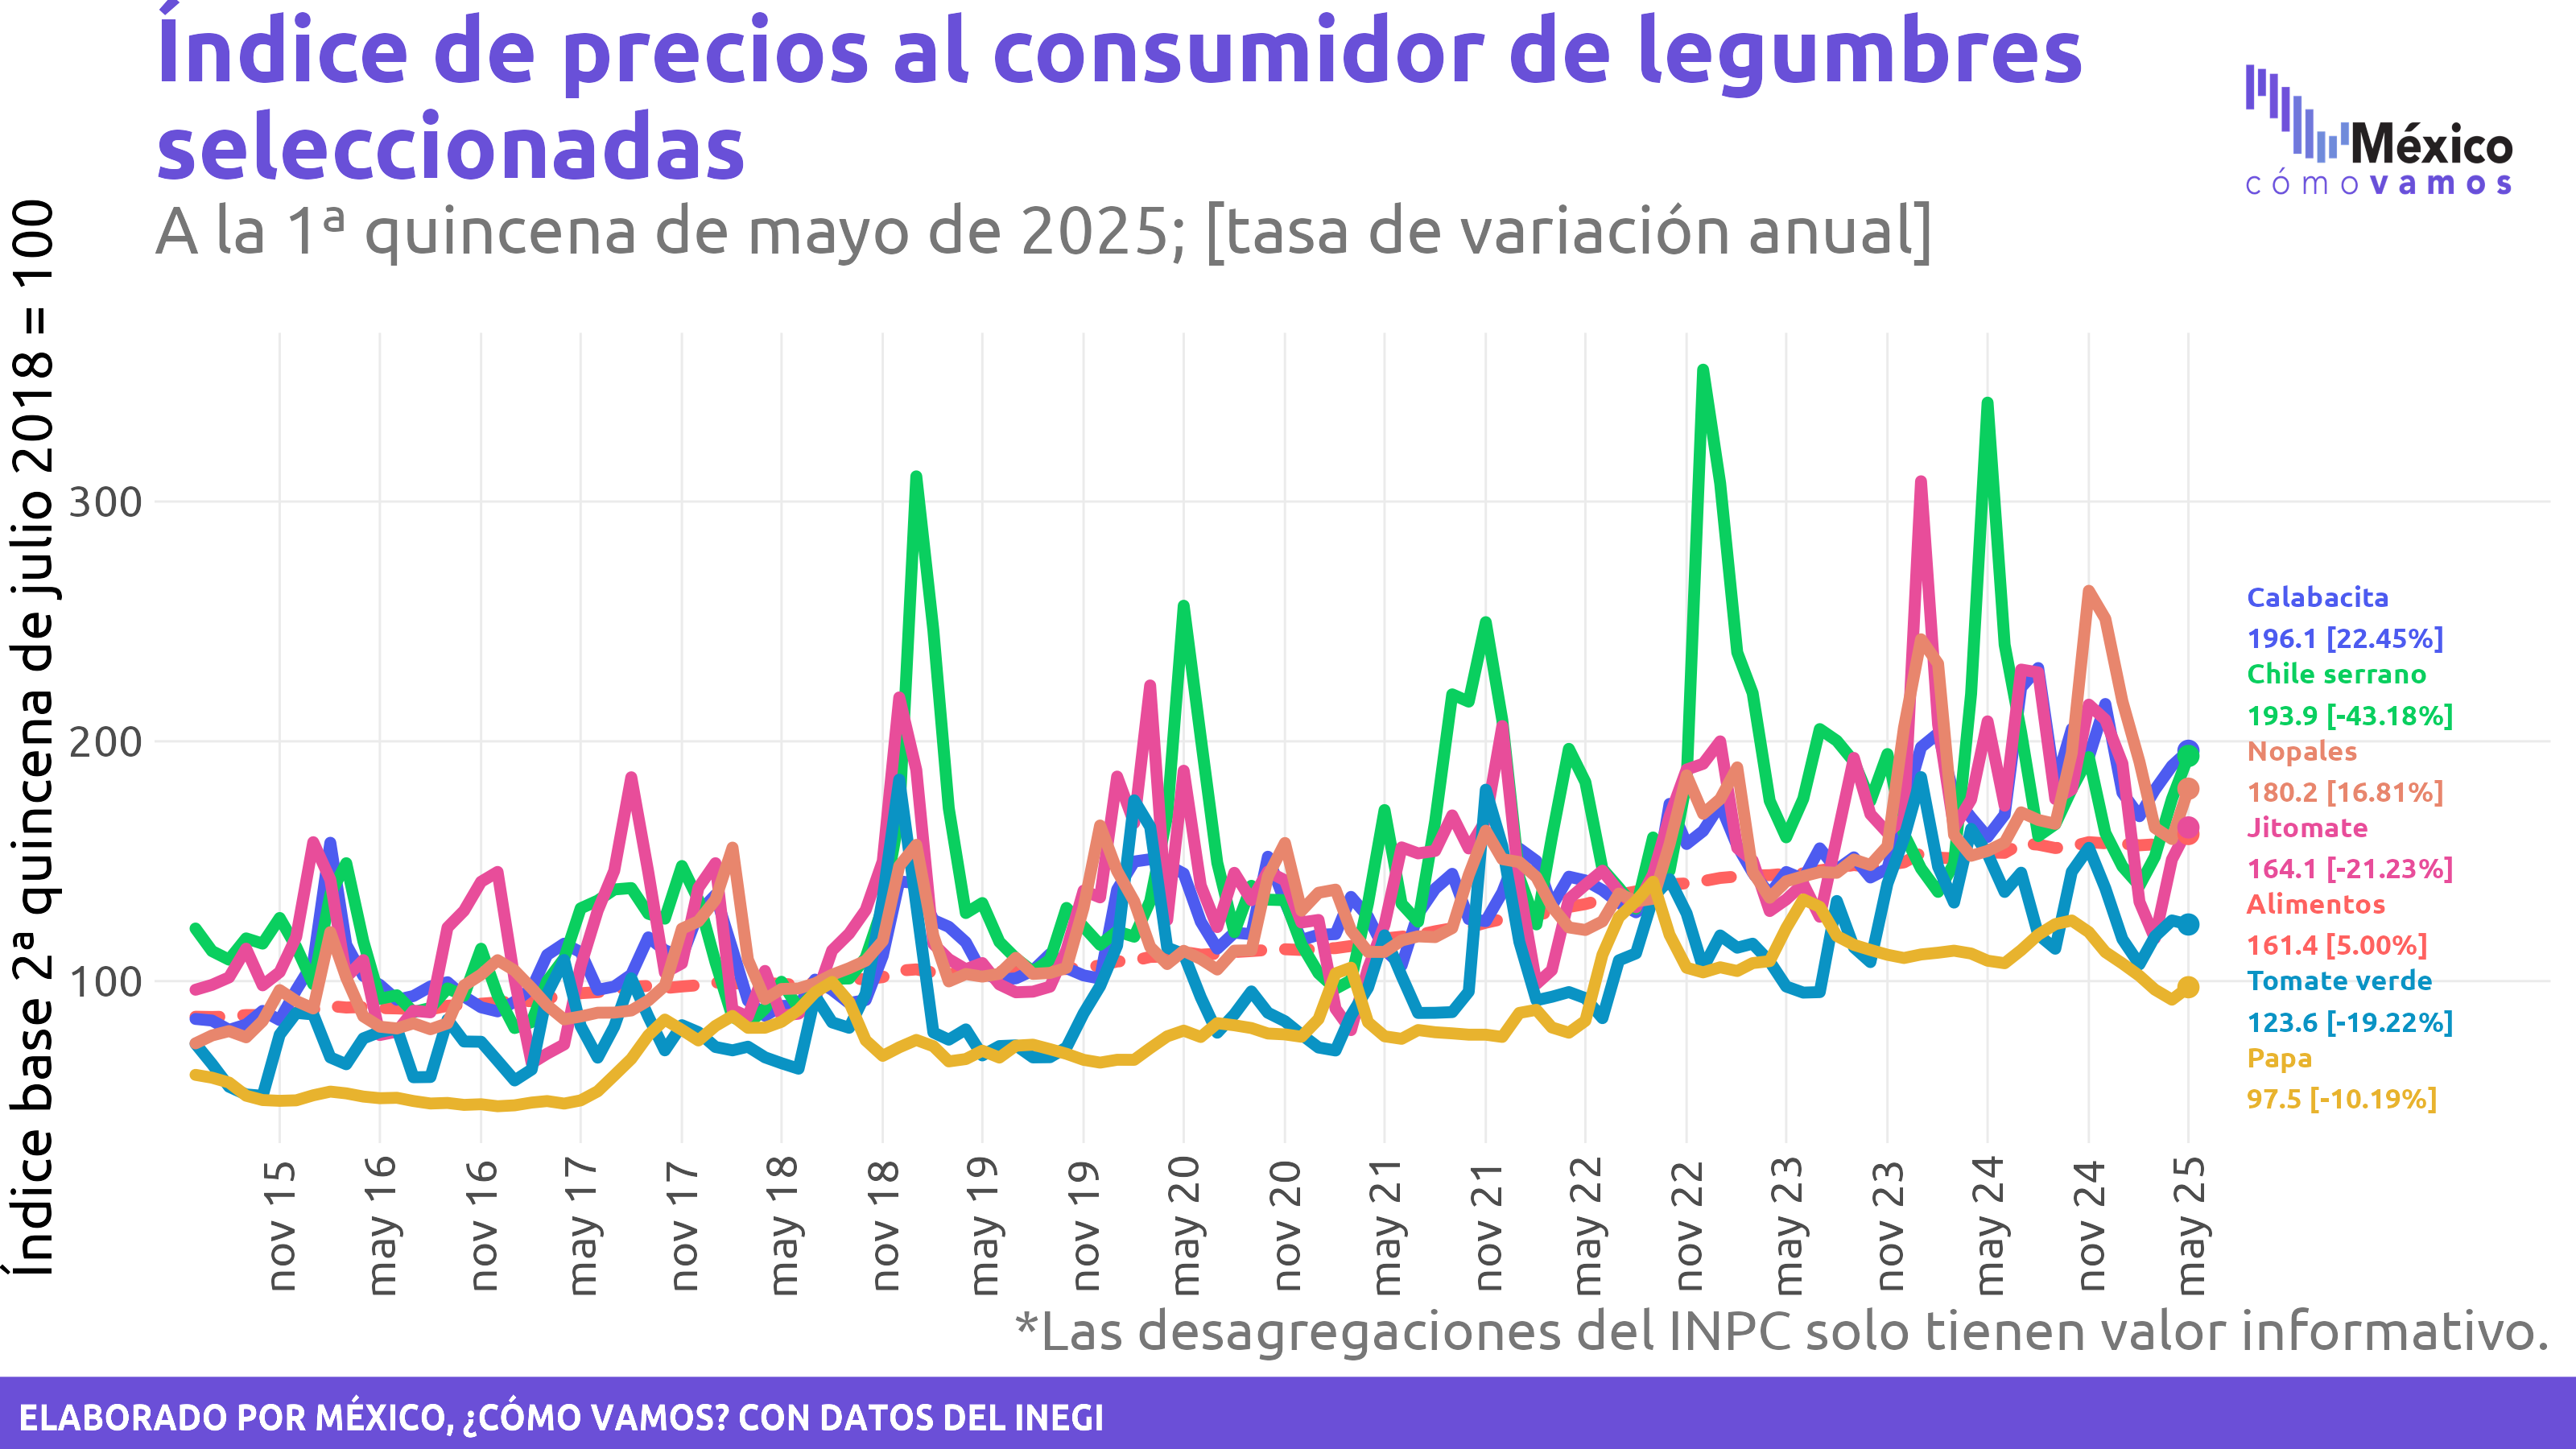 Índice de precios al consumidor de legumbres
seleccionadas
A la 1ª quincena de mayo de 2025; [tasa de variación anual]
México
cómo vamos
Índice base 2ª quincena de julio 2018 = 100
300
200
100
Calabacita
196.1 [22.45%]
Chile serrano
193.9 [-43.18%]
Nopales
180.2 [16.81%]
Jitomate
164.1 [-21.23%]
Alimentos
161.4 [5.00%]
Tomate verde
123.6 [-19.22%]
Papa
97.5 [-10.19%]
nov 15
may 16
nov 16
may 17
nov 17
may 18
nov 18
may 19
nov 19
may 20
nov 20
may 21
nov 21
may 22
nov 22
may 23
nov 23
may 24
nov 24
may 25
*Las desagregaciones del INPC solo tienen valor informativo.
ELABORADO POR MÉXICO, ¿CÓMO VAMOS? CON DATOS DEL INEGI